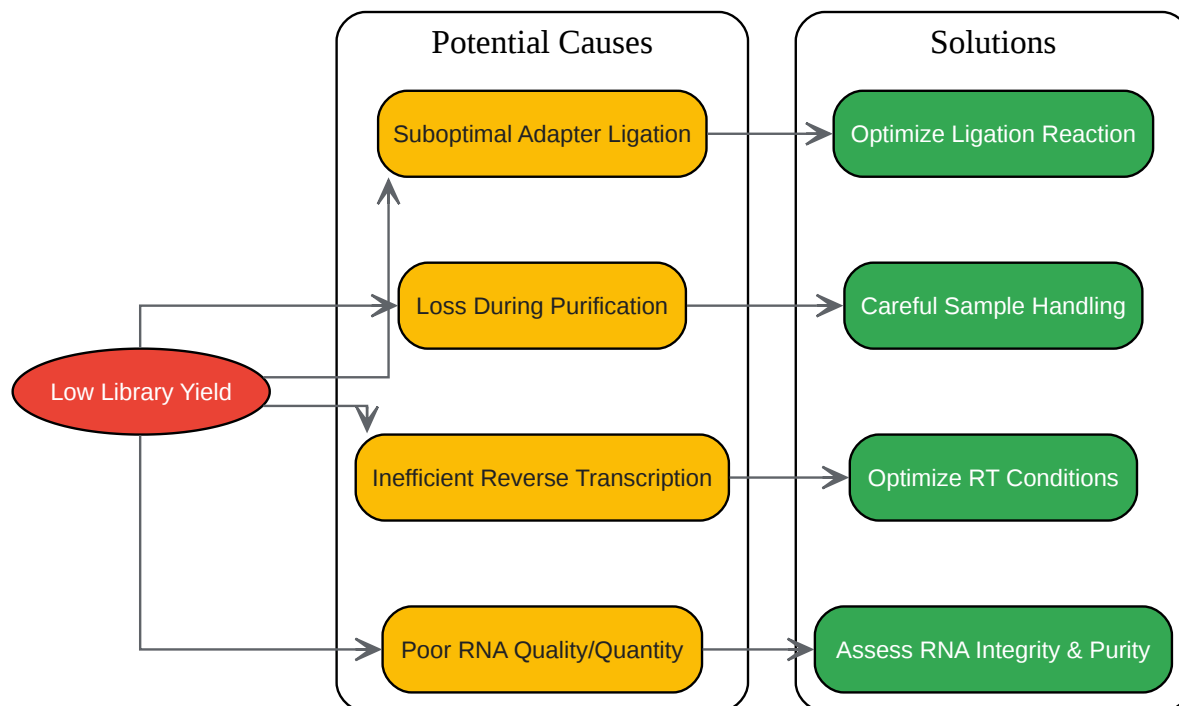 Potential Causes
Solutions
Suboptimal Adapter Ligation
Optimize Ligation Reaction
Loss During Purification
Careful Sample Handling
Low Library Yield
Inefficient Reverse Transcription
Optimize RT Conditions
Poor RNA Quality/Quantity
Assess RNA Integrity & Purity